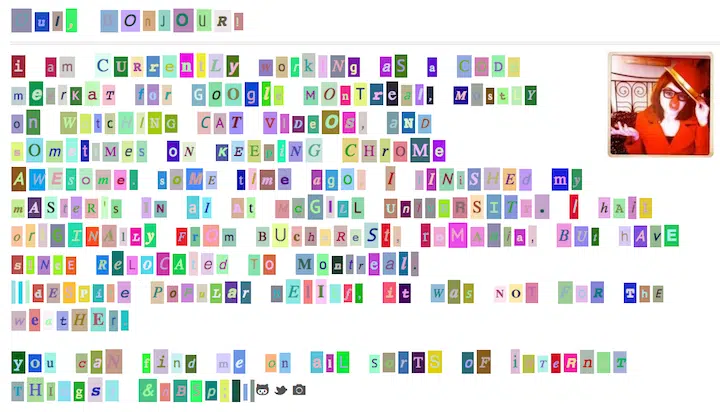 OuI, BONJOUR!
i am CURrentlLy worKINg aS a CoDe
meerKaT for GoOgle MOnTreal, MostlY
on WatcHING CAT VIDeOs, aND
sOmetimes oN KEEpiNG CHroMe
AWEsome. soME time ago, I fINiSHED my
mASter's IN aI At McGILL UnIvERSITy. I hAil
orIGINAlLy FrOm BUchaReSt, roMAnIa, BUt hAVE
sINcE ReLOCAted TO Montreal.
dESpite PoPuLAR bELIef, it WAS NOT FOR THE
weatHEr.
you caN find me on alL sorTS oF inTerNeT
THIngs &nBsp;